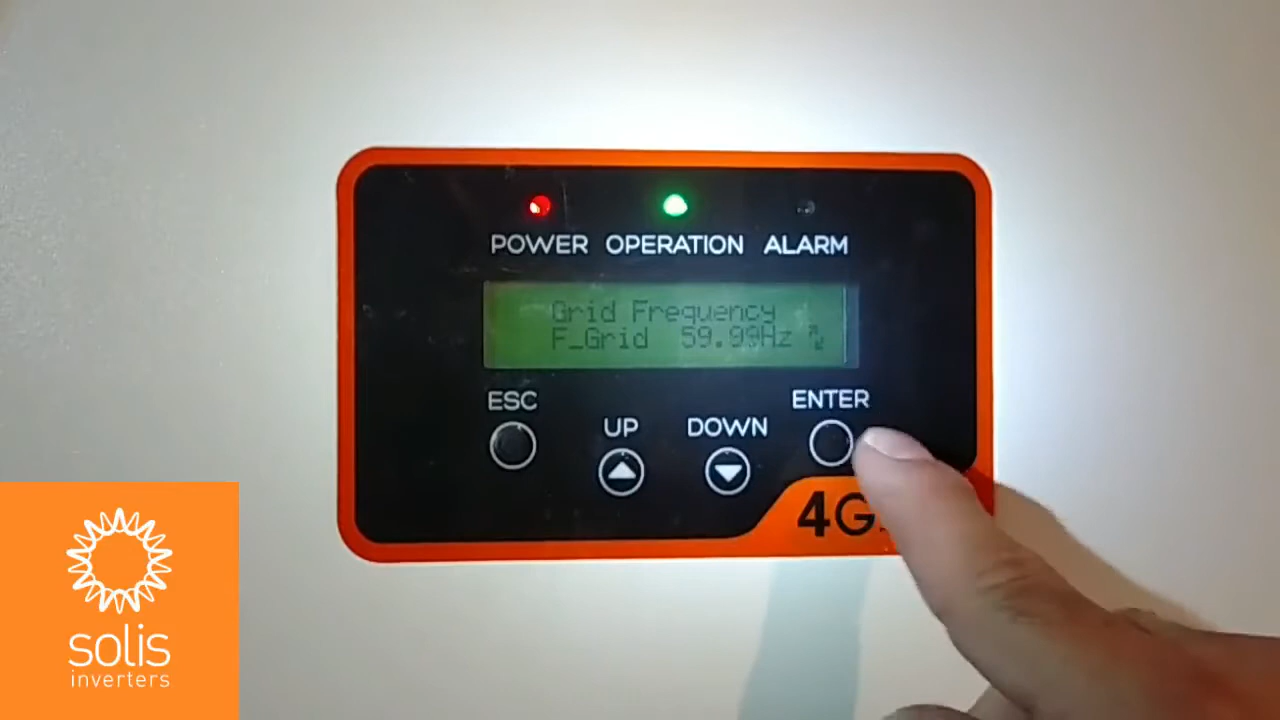 POWER OPERATION ALARM
Grid Frequency
F_Grid 59.99Hz
ESC
ENTER
UP
DOWN
4G
solis
inverters